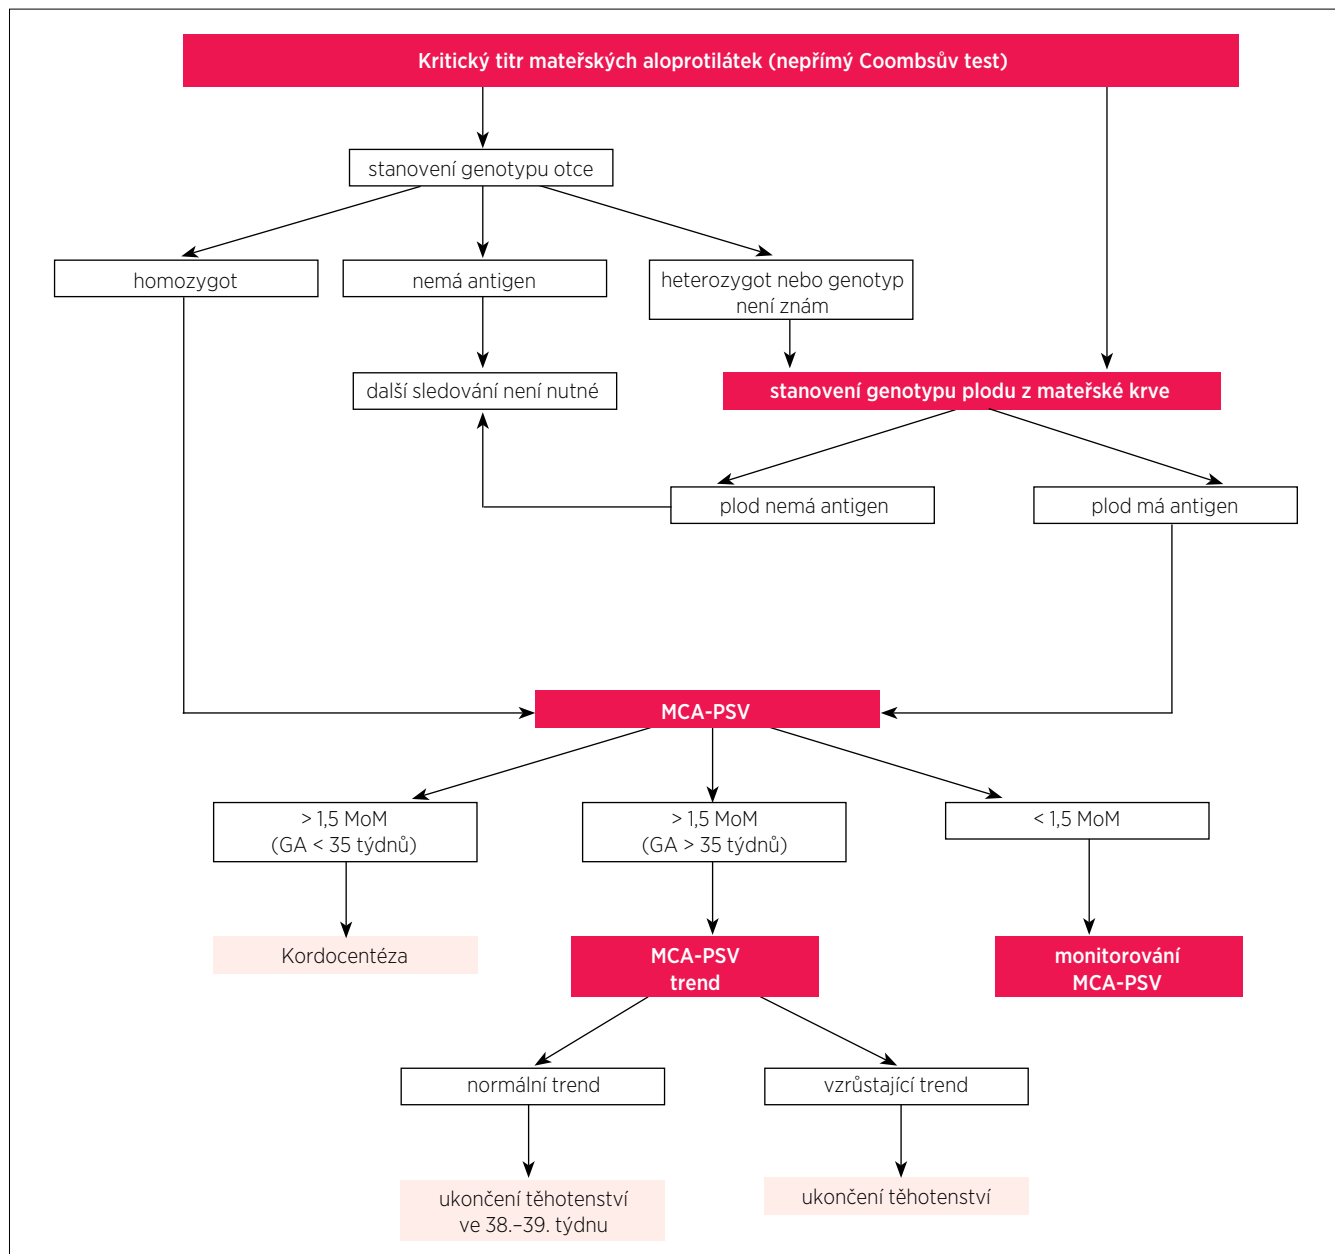 Kritický titr mateřských aloprotilátek (nepřímý Coombsův test)
stanovení genotypu otce
homozygot
nemá antigen
heterozygot nebo genotyp
není znám
další sledování není nutné
stanovení genotypu plodu z mateřské krve
plod nemá antigen
plod má antigen
MCA-PSV
> 1,5 MoM
(GA < 35 týdnů)
> 1,5 MoM
(GA > 35 týdnů)
< 1,5 MoM
Kordocentéza
MCA-PSV
trend
monitorování
MCA-PSV
normální trend
vzrůstající trend
ukončení těhotenství
ve 38.–39. týdnu
ukončení těhotenství